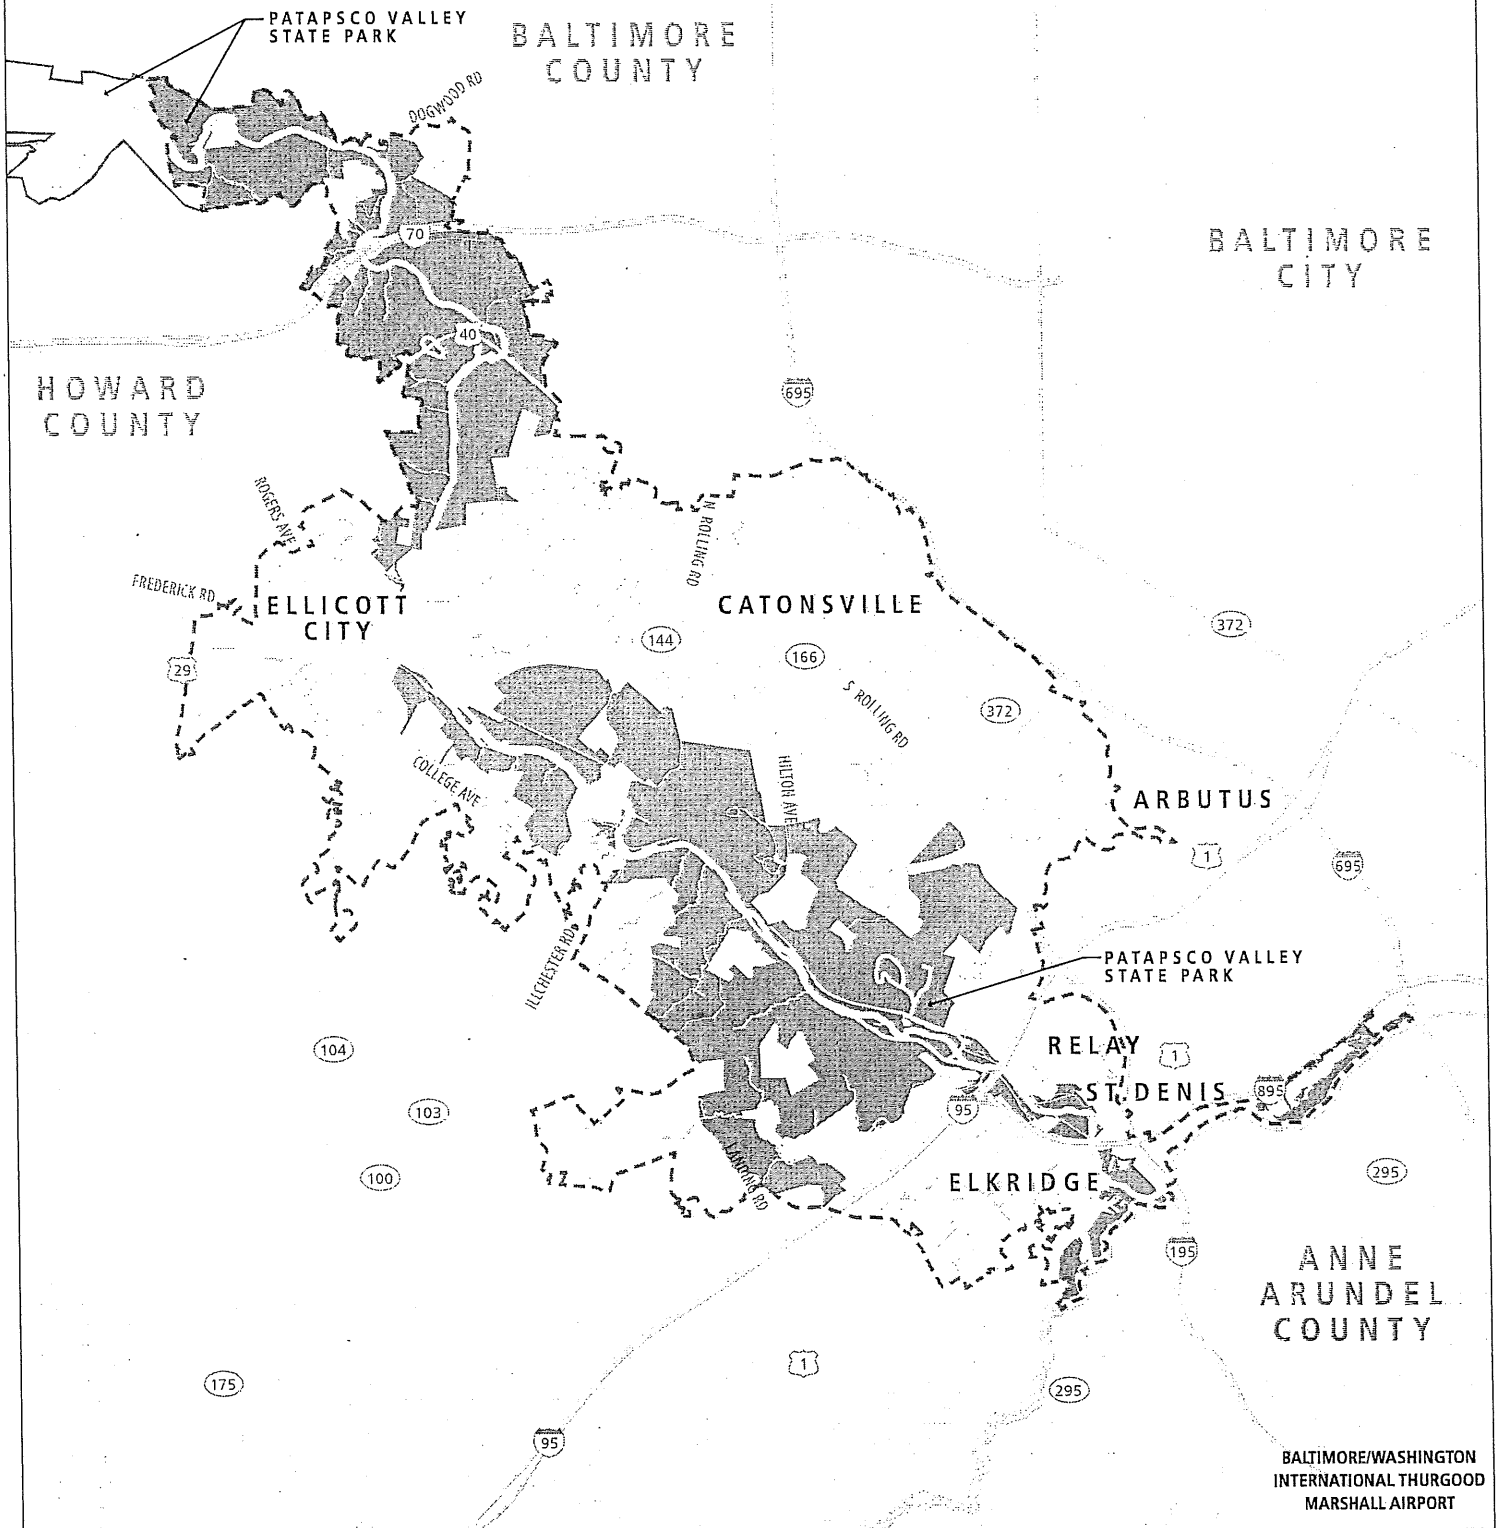 PATAPSCO VALLEY
STATE PARK
BALTIMORE
COUNTY
DOGWOOD RD
70
BALTIMORE
CITY
40
HOWARD
COUNTY
695
ROGERS AVE
N ROLLING RD
FREDERICK RD
ELLICOTT
CITY
CATONSVILLE
144
166
372
29
S ROLLING RD
372
COLLEGE AVE
HILTON AVE
ARBUTUS
1
695
ILLCHESTER RD
PATAPSCO VALLEY
STATE PARK
104
RELAY
1
ST. DENIS
895
103
95
100
LANDING RD
ELKRIDGE
295
195
ANNE
ARUNDEL
COUNTY
175
1
295
95
BALTIMORE/WASHINGTON
INTERNATIONAL THURGOOD
MARSHALL AIRPORT